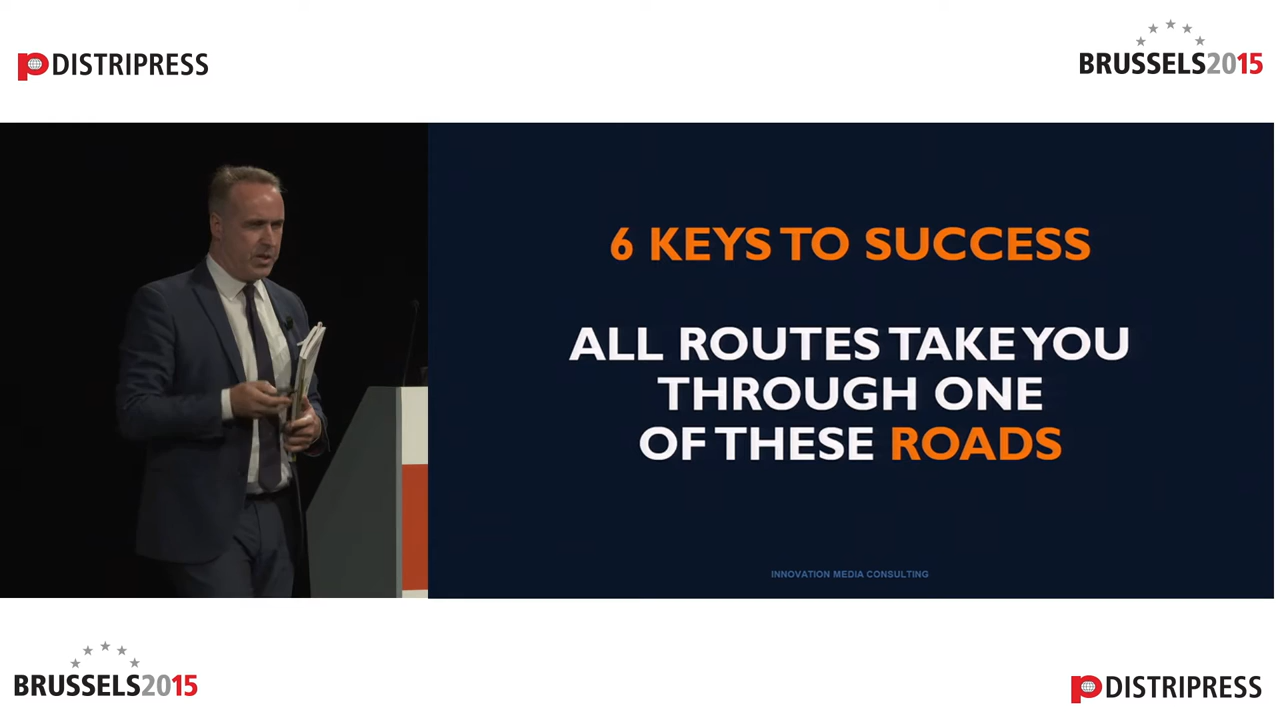 DISTRIPRESS
BRUSSELS2015
6 KEYS TO SUCCESS
ALL ROUTES TAKE YOU
THROUGH ONE
OF THESE ROADS
INNOVATION MEDIA CONSULTING
BRUSSELS2015
DISTRIPRESS